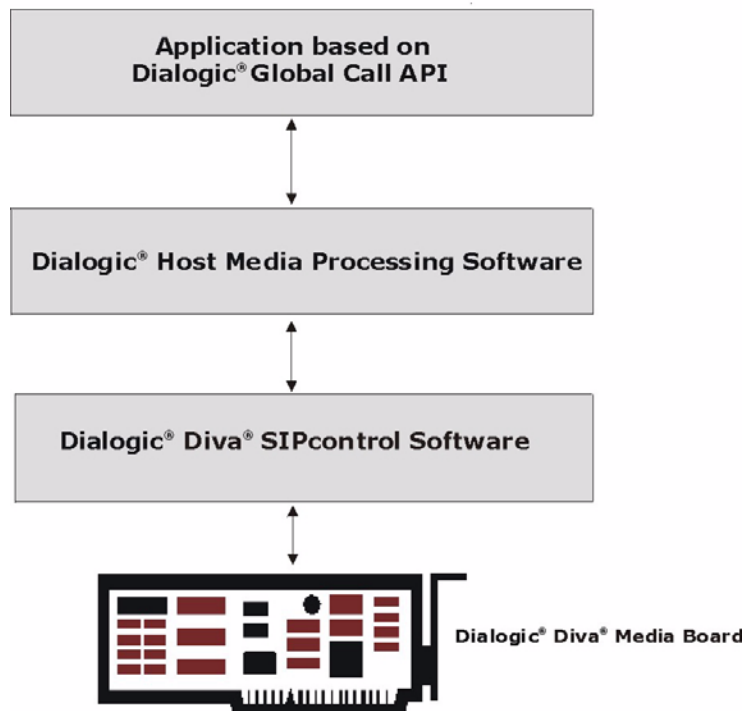 Application based on
Dialogic® Global Call API
Dialogic® Host Media Processing Software
Dialogic® Diva® SIPcontrol Software
Dialogic® Diva® Media Board